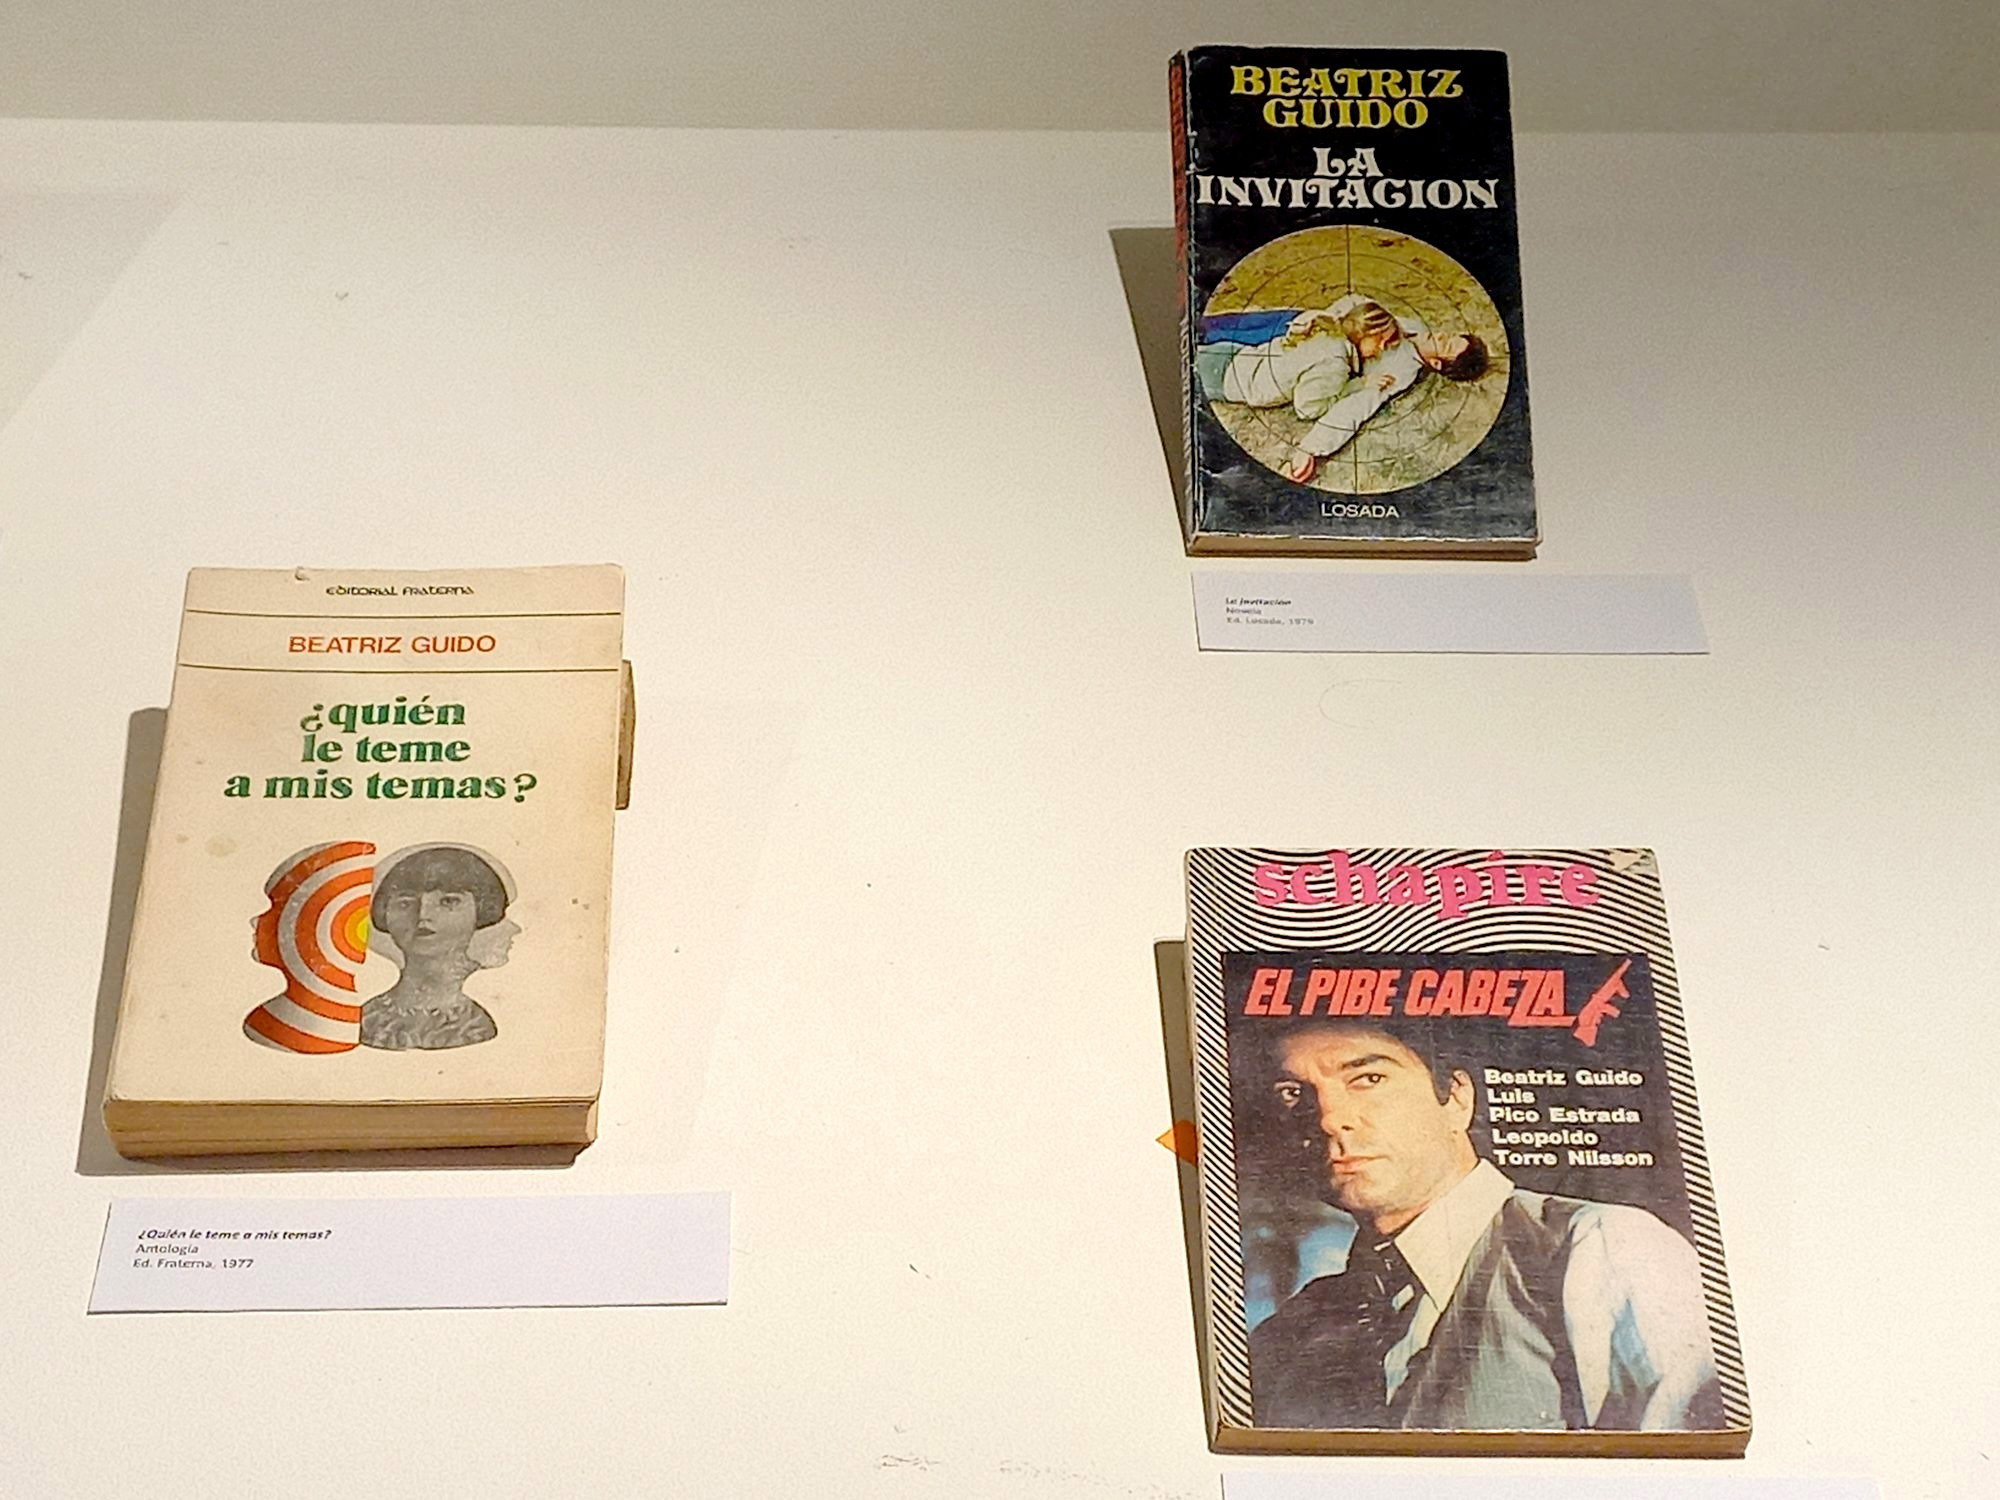 BEATRIZ
GUIDO
LA
INVITACION
LOSADA
La invitación
Novela
Ed. Losada, 1979
EDITORIAL FRATERNA
BEATRIZ GUIDO
¿quién
le teme
a mis temas?
¿Quién le teme a mis temas?
Antología
Ed. Fraterna, 1977
schapire
EL PIBE CABEZA
Beatriz Guido
Luis
Pico Estrada
Leopoldo
Torre Nilsson